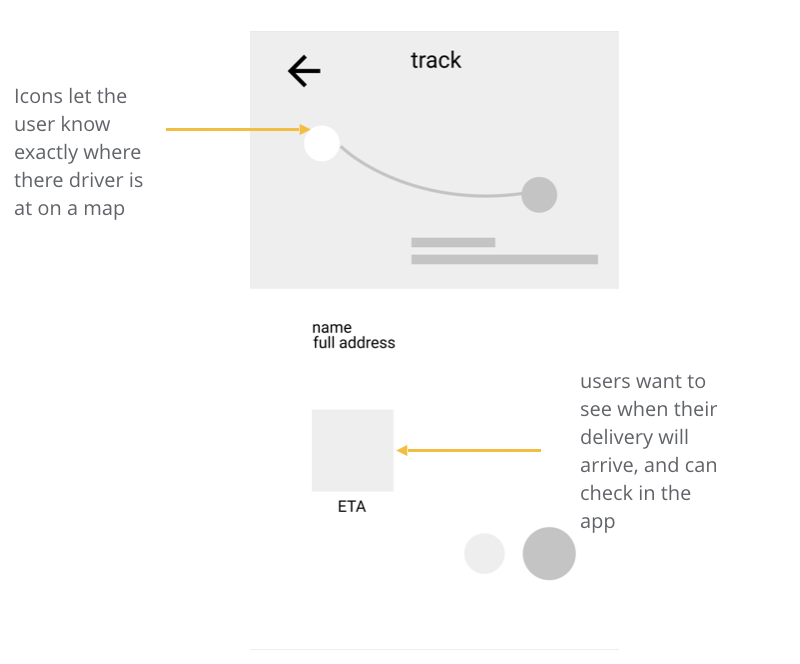 track
Icons let the
user know
exactly where
there driver is
at on a map
name
full address
users want to
see when their
delivery will
arrive, and can
check in the
app
ETA